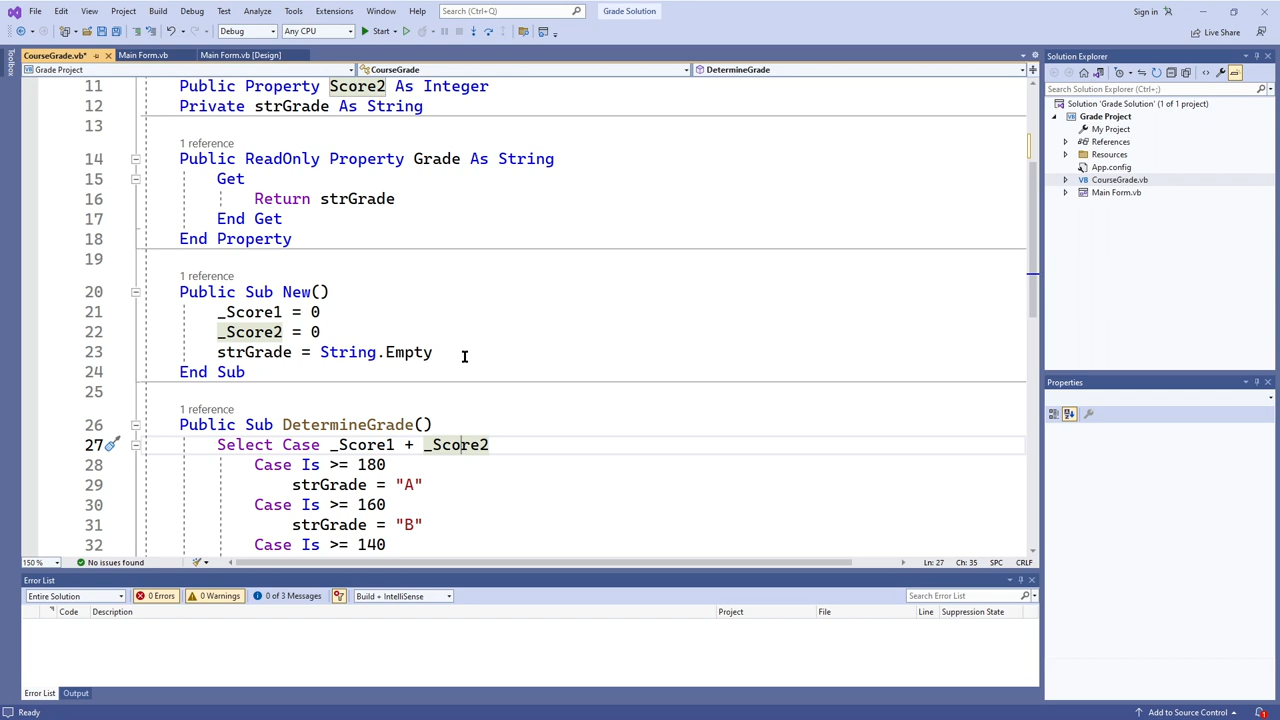 File Edit View Project Build Debug Test Analyze Tools Extensions Window Help Search (Ctrl+Q) Grade Solution Sign in
Debug Any CPU Start Live Share
Toolbox
CourseGrade.vb* Main Form.vb Main Form.vb [Design]
Grade Project CourseGrade DetermineGrade
11 Public Property Score2 As Integer
12 Private strGrade As String
13
1 reference
14 Public ReadOnly Property Grade As String
15 Get
16 Return strGrade
17 End Get
18 End Property
19
1 reference
20 Public Sub New()
21 _Score1 = 0
22 _Score2 = 0
23 strGrade = String.Empty
24 End Sub
25
1 reference
26 Public Sub DetermineGrade()
27 Select Case _Score1 + _Score2
28 Case Is >= 180
29 strGrade = "A"
30 Case Is >= 160
31 strGrade = "B"
32 Case Is >= 140
150 % No issues found Ln: 27 Ch: 35 SPC CRLF
Error List
Entire Solution 0 Errors 0 Warnings 0 of 3 Messages Build + IntelliSense Search Error List
Code Description Project File Line Suppression State
Error List Output
Solution Explorer
Search Solution Explorer (Ctrl+;)
Solution 'Grade Solution' (1 of 1 project)
VB Grade Project
My Project
References
Resources
App.config
VB CourseGrade.vb
Main Form.vb
Properties
Ready Add to Source Control 1